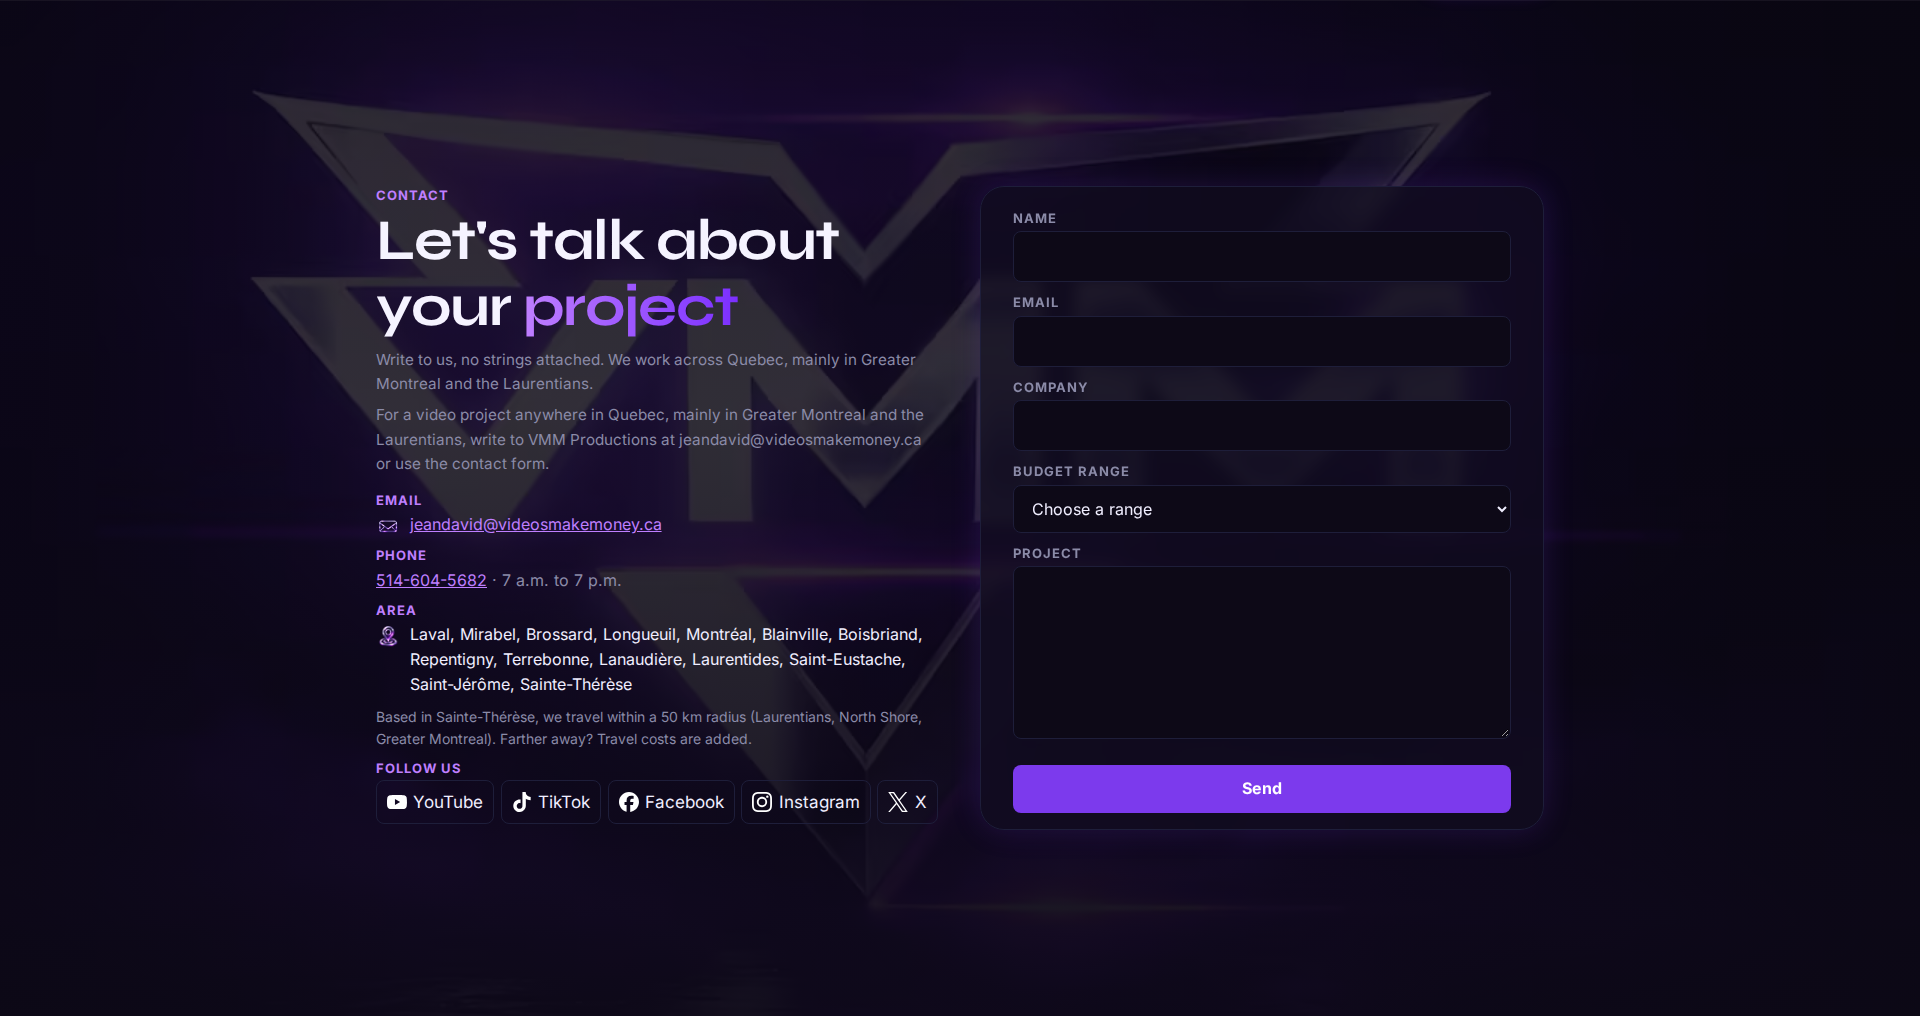 CONTACT
Let's talk about
your project
Write to us, no strings attached. We work across Quebec, mainly in Greater
Montreal and the Laurentians.
For a video project anywhere in Quebec, mainly in Greater Montreal and the
Laurentians, write to VMM Productions at jeandavid@videosmakemoney.ca
or use the contact form.
EMAIL
jeandavid@videosmakemoney.ca
PHONE
514-604-5682 · 7 a.m. to 7 p.m.
AREA
Laval, Mirabel, Brossard, Longueuil, Montréal, Blainville, Boisbriand,
Repentigny, Terrebonne, Lanaudière, Laurentides, Saint-Eustache,
Saint-Jérôme, Sainte-Thérèse
Based in Sainte-Thérèse, we travel within a 50 km radius (Laurentians, North Shore,
Greater Montreal). Farther away? Travel costs are added.
FOLLOW US
YouTube TikTok Facebook Instagram X
NAME
EMAIL
COMPANY
BUDGET RANGE
Choose a range
PROJECT
Send
VMM